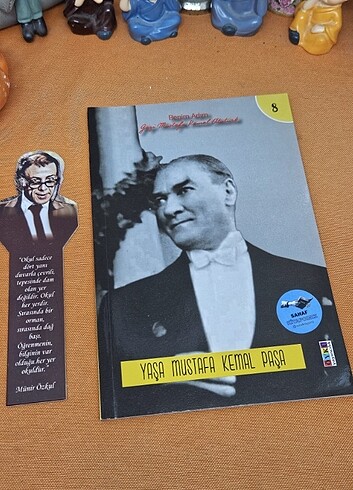 8
YAŞA MUSTAFA KEMAL PAŞA
SAHAF
"Okul sadece
dört yanı
duvarla çevrili,
tepesinde dam
olan yer
değildir. Okul
her yerdir.
Sırasında bir
orman,
sırasında dağ
başı.
Öğrenmenin,
bilginin var
olduğu her yer
okuldur."
Münir Özkul